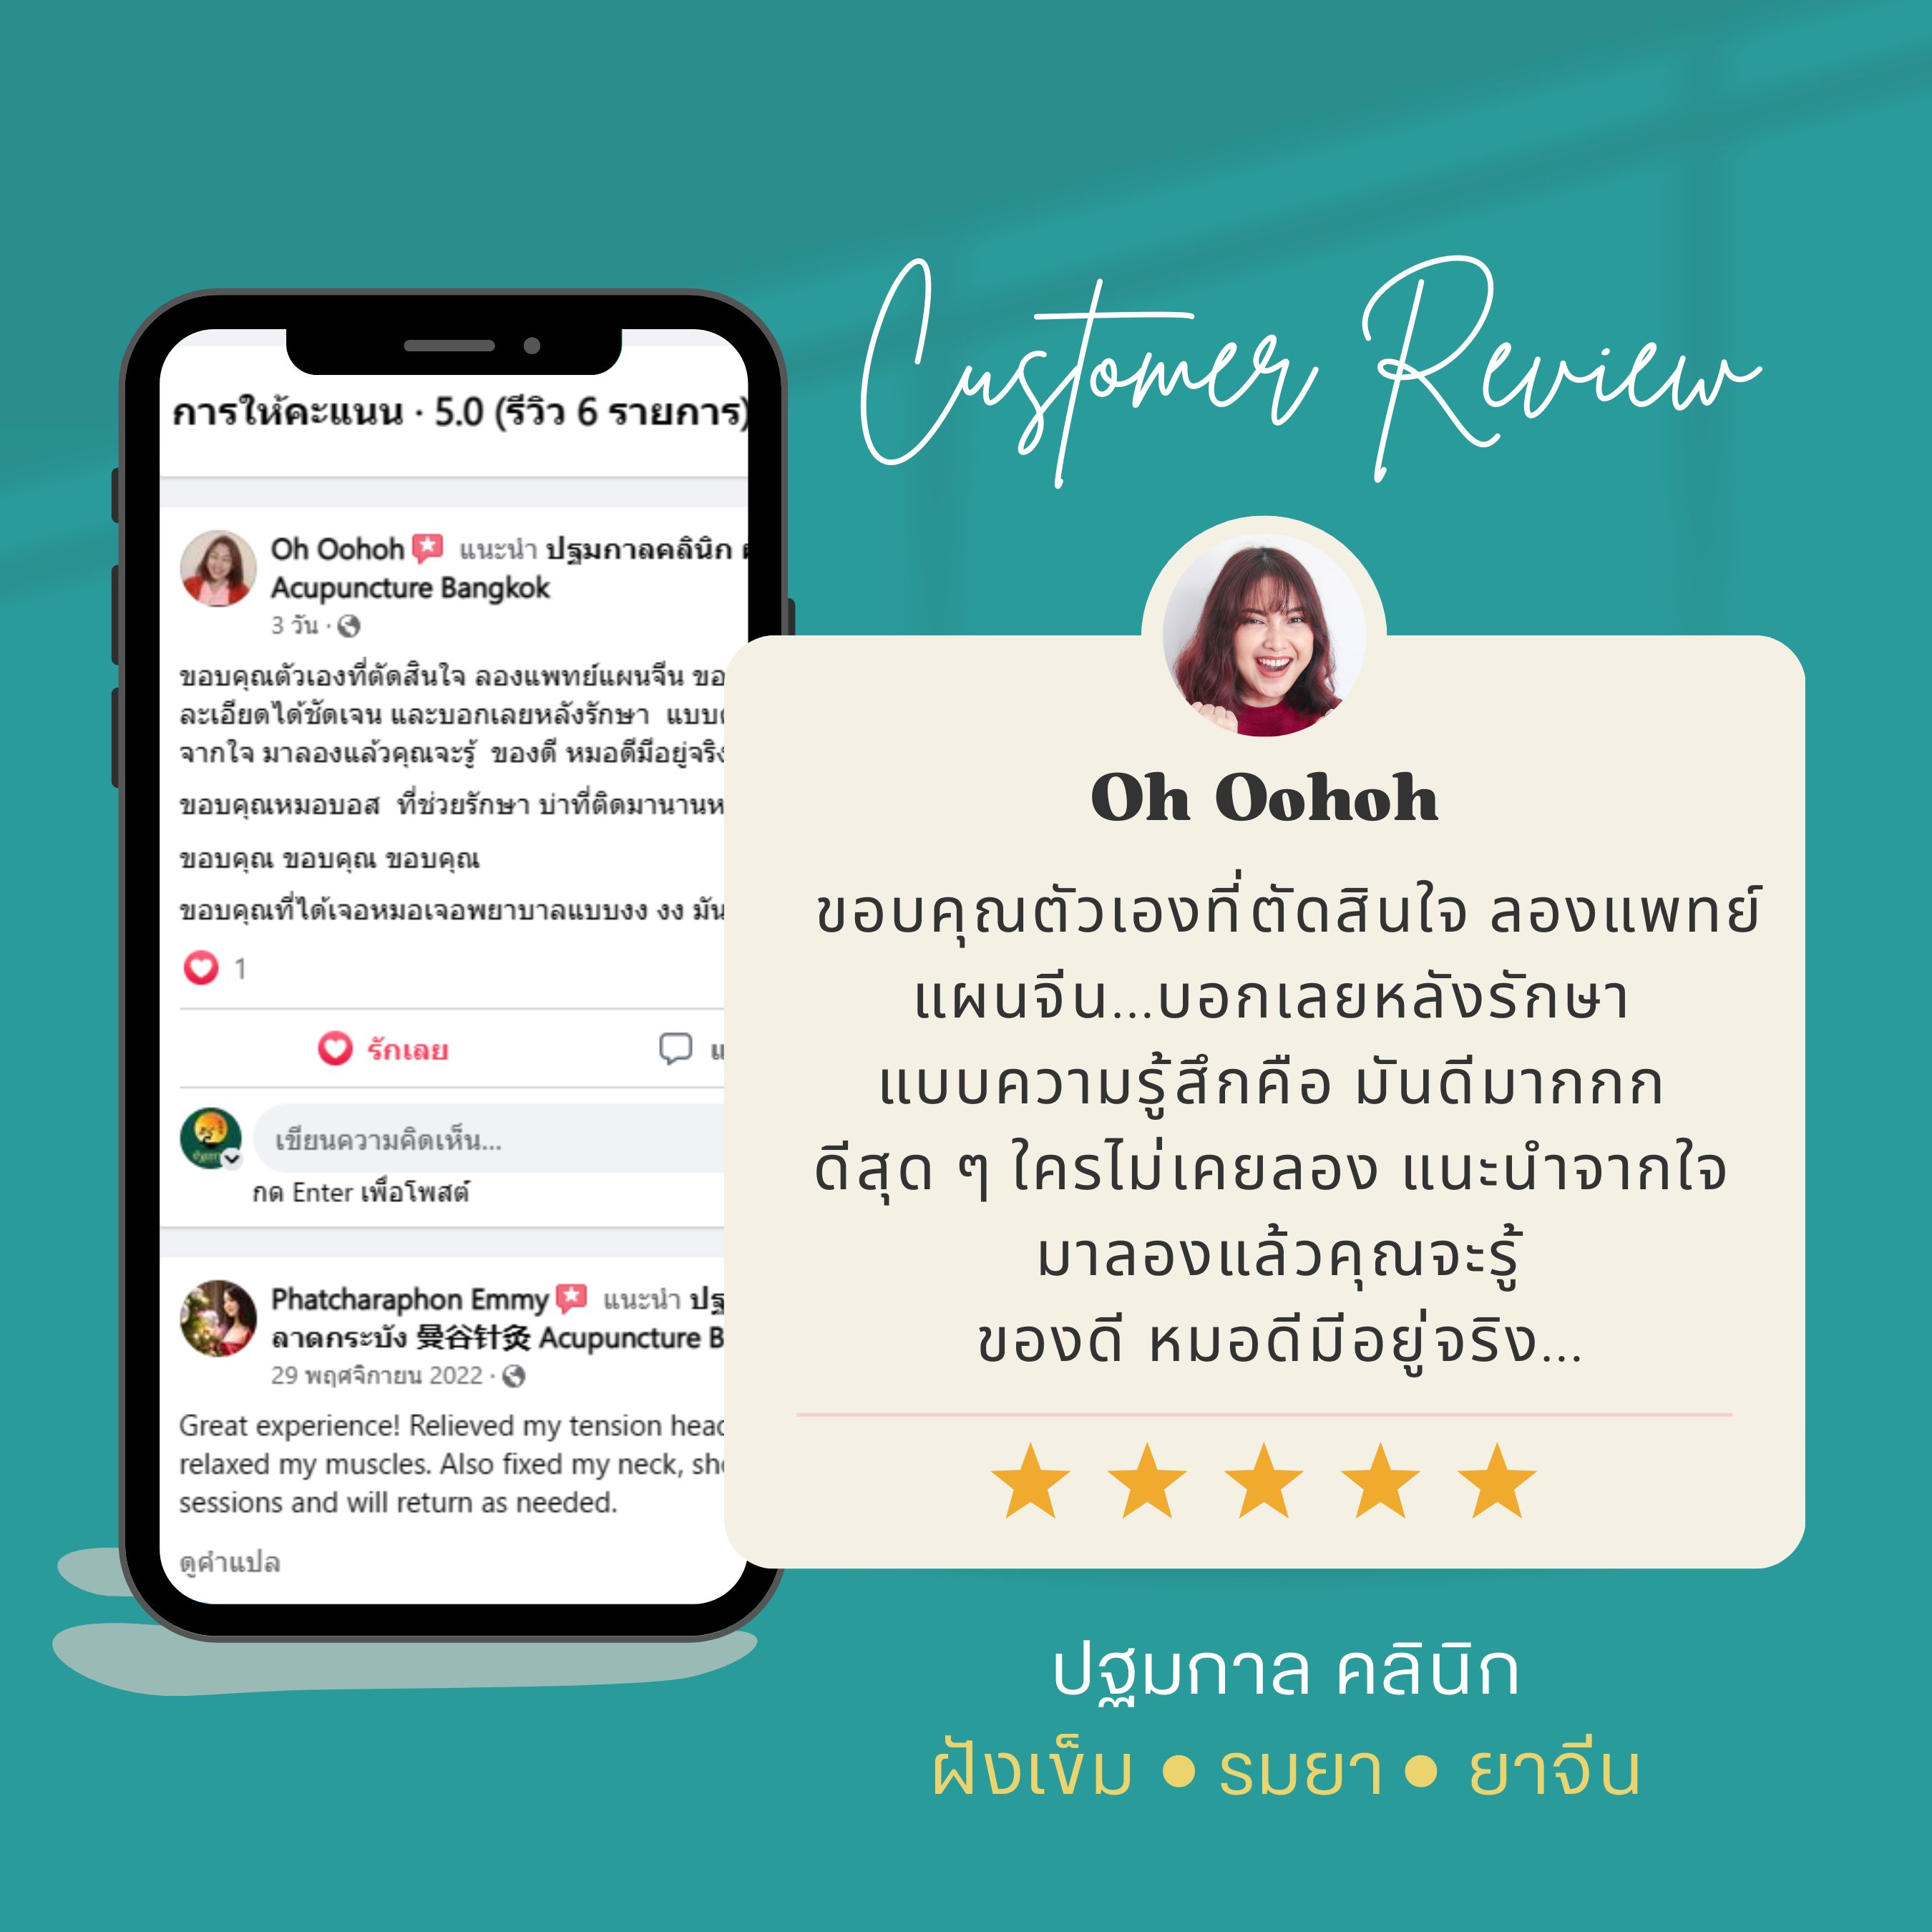 Customer Review
การให้คะแนน · 5.0 (รีวิว 6 รายการ)
Oh Oohoh แนะนำ ปฐมกาลคลินิก
Acupuncture Bangkok
3 วัน ·
ขอบคุณตัวเองที่ตัดสินใจ ลองแพทย์แผนจีน ขอ
ละเอียดได้ชัดเจน และบอกเลยหลังรักษา แบบ
จากใจ มาลองแล้วคุณจะรู้ ของดี หมอดีมีอยู่จริง
ขอบคุณหมอบอส ที่ช่วยรักษา บ่าที่ติดมานานห
ขอบคุณ ขอบคุณ ขอบคุณ
ขอบคุณที่ได้เจอหมอเจอพยาบาลแบบงง งง มัน
1
รักเลย
เขียนความคิดเห็น...
กด Enter เพื่อโพสต์
Phatcharaphon Emmy แนะนำ ปฐ
ลาดกระบัง 曼谷针灸 Acupuncture B
29 พฤศจิกายน 2022 ·
Great experience! Relieved my tension head
relaxed my muscles. Also fixed my neck, sh
sessions and will return as needed.
ดูคำแปล
Oh Oohoh
ขอบคุณตัวเองที่ตัดสินใจ ลองแพทย์
แผนจีน...บอกเลยหลังรักษา
แบบความรู้สึกคือ มันดีมากกก
ดีสุด ๆ ใครไม่เคยลอง แนะนำจากใจ
มาลองแล้วคุณจะรู้
ของดี หมอดีมีอยู่จริง...
ปฐมกาล คลินิก
ฝังเข็ม ● รมยา ● ยาจีน